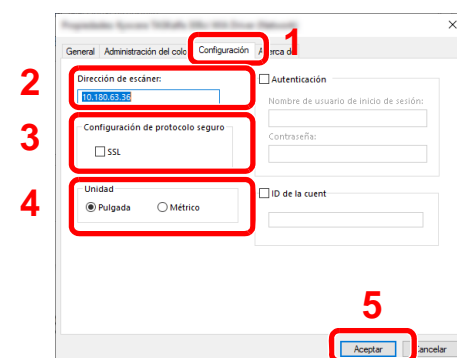 1
General Administración del colo Configuración A erca de
2
Dirección de escáner:
10.180.63.36
3
Configuración de protocolo seguro
SSL
4
Unidad
Pulgada Métrico
Autenticación
Nombre de usuario de inicio de sesión:
Contraseña:
ID de la cuent
5
Aceptar ancelar